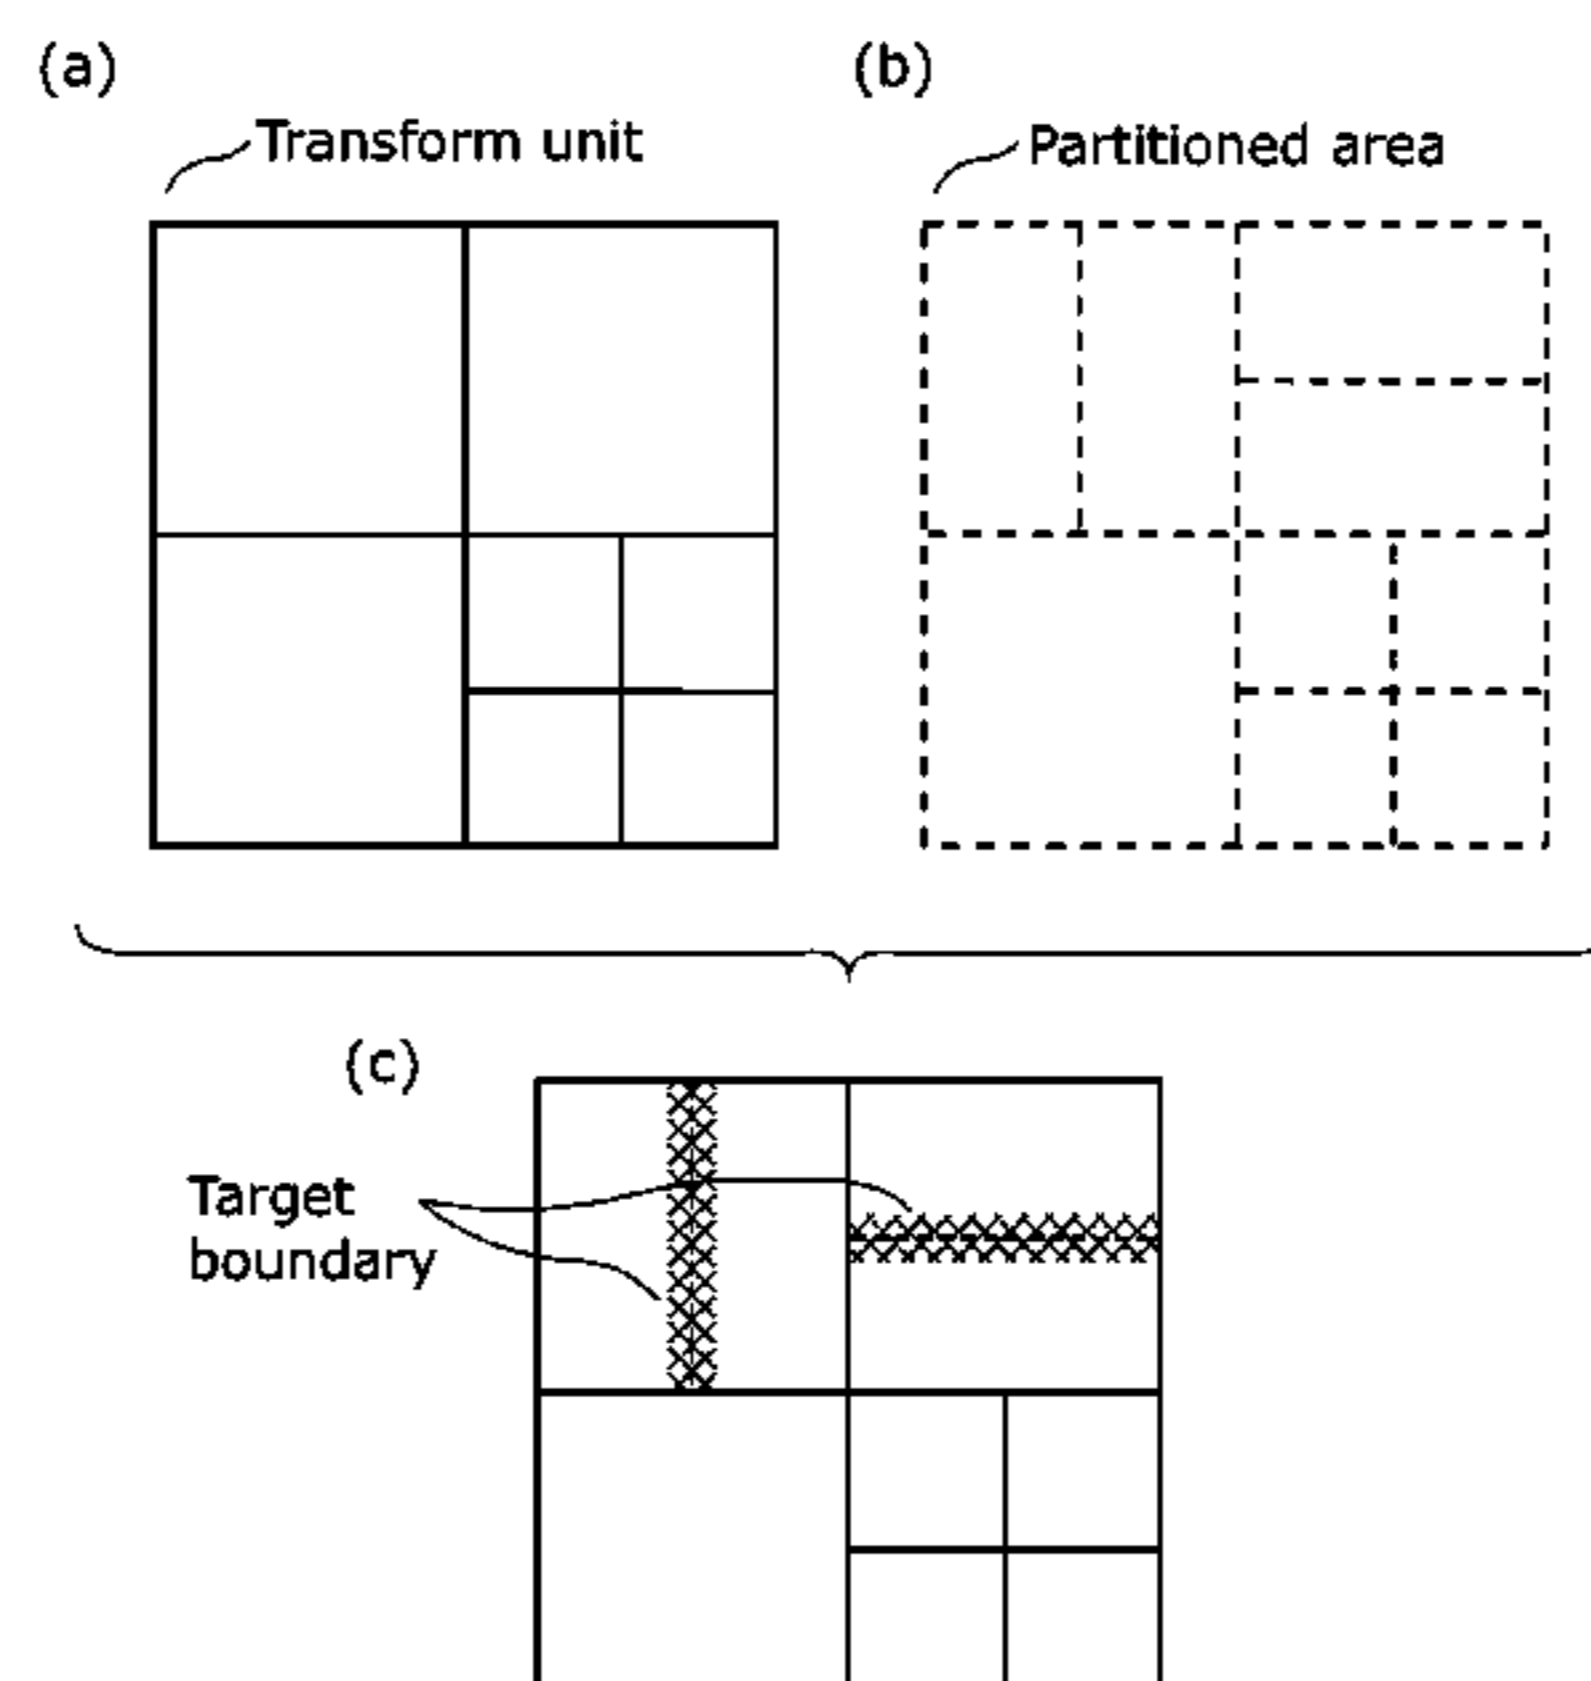 (a)
Transform unit
(b)
Partitioned area
(c)
Target
boundary